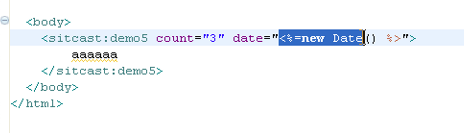 <body>
<sitcast:demo5 count="3" date="<%=new Date() %>">
aaaaaa
</sitcast:demo5>
</body>
</html>